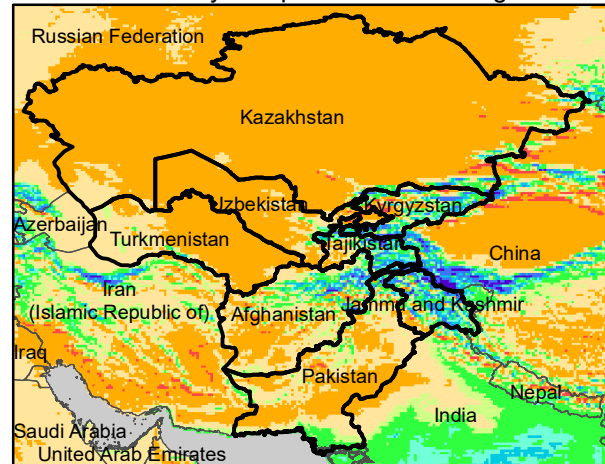 Russian Federation
Kazakhstan
Izbekistan
Kyrgyzstan
Azerbaijan
Turkmenistan
Tajikistan
China
Iran
(Islamic Republic of)
Afghanistan
Jammu and Kashmir
Iraq
Pakistan
Nepal
India
Saudi Arabia
United Arab Emirates